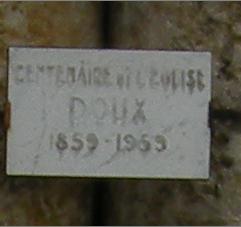 CENTENAIRE DE L'EGLISE
DOUX
1859-1959